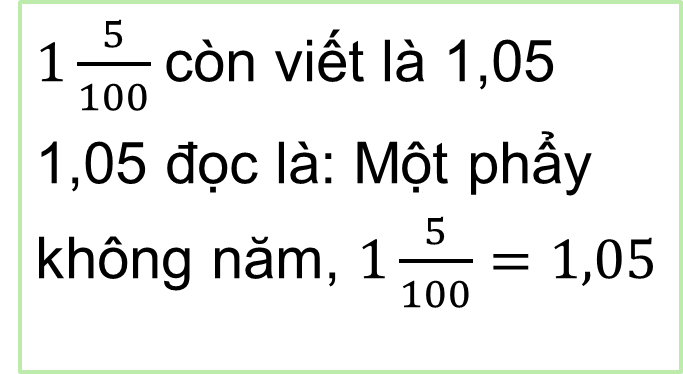 1 5/100 còn viết là 1,05
1,05 đọc là: Một phẩy
không năm, 1 5/100 = 1,05